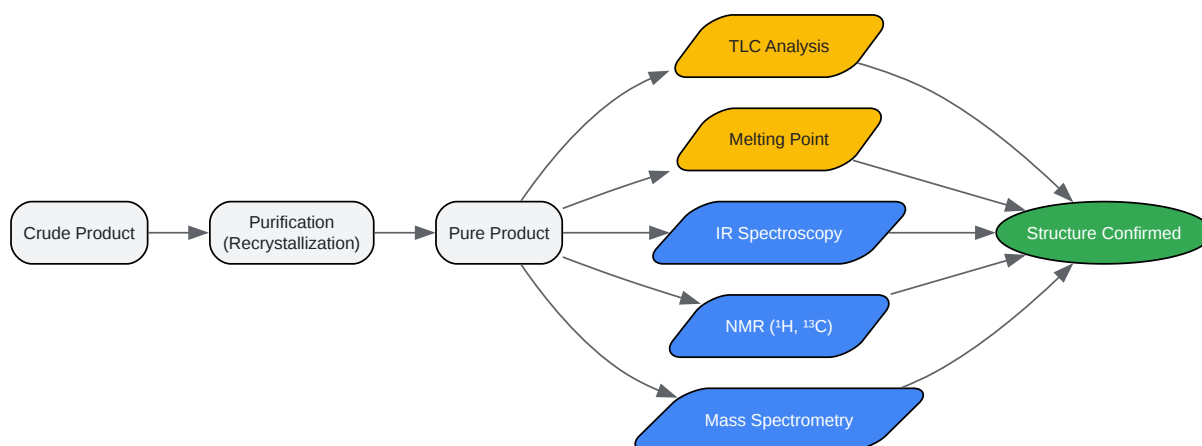 TLC Analysis
Melting Point
Crude Product
Purification
(Recrystallization)
Pure Product
IR Spectroscopy
Structure Confirmed
NMR (¹H, ¹³C)
Mass Spectrometry